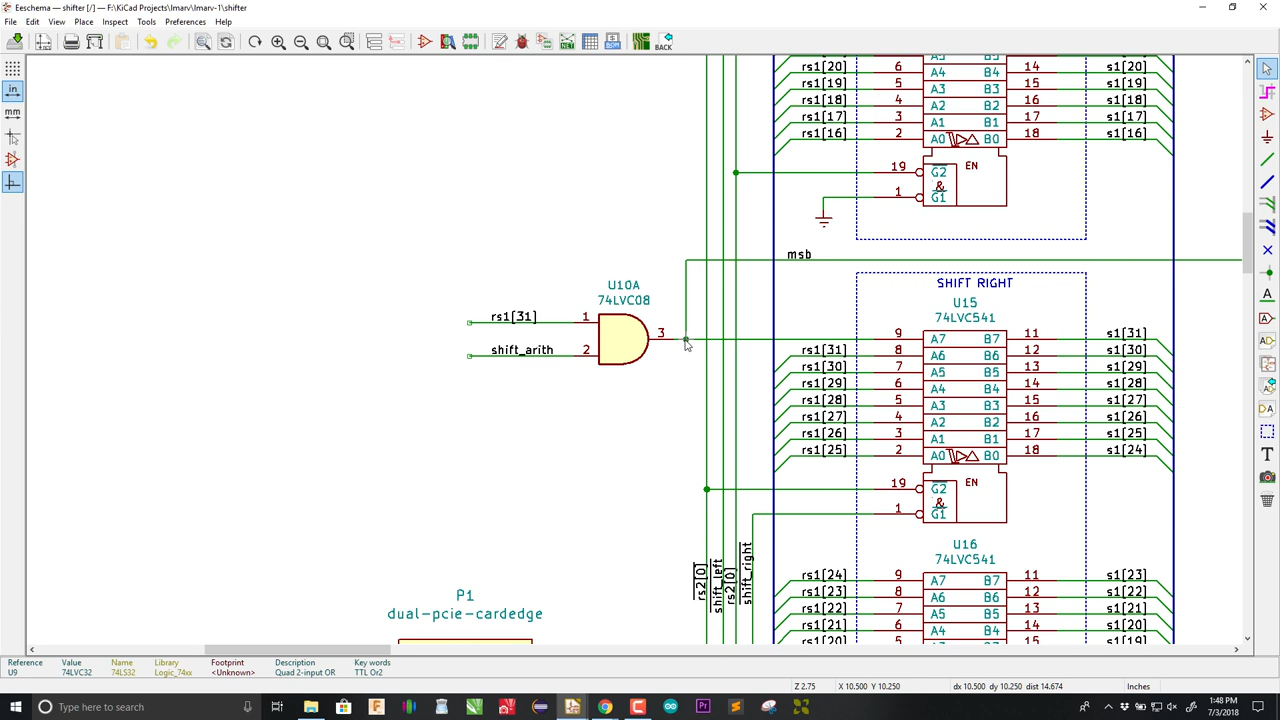 Eeschema — shifter [/] — F:\KiCad Projects\lmarv-1\shifter
File Edit View Place Inspect Tools Preferences Help
BACK
in
mm
rs1[20] 6 A4 B4 14 s1[20]
rs1[19] 5 A3 B3 15 s1[19]
rs1[18] 4 A2 B2 16 s1[18]
rs1[17] 3 A1 B1 17 s1[17]
rs1[16] 2 A0 B0 18 s1[16]
19 G2 EN
&
1 G1
msb
U10A
74LVC08
rs1[31] 1
3
shift_arith 2
SHIFT RIGHT
U15
74LVC541
9 A7 B7 11 s1[31]
rs1[31] 8 A6 B6 12 s1[30]
rs1[30] 7 A5 B5 13 s1[29]
rs1[29] 6 A4 B4 14 s1[28]
rs1[28] 5 A3 B3 15 s1[27]
rs1[27] 4 A2 B2 16 s1[26]
rs1[26] 3 A1 B1 17 s1[25]
rs1[25] 2 A0 B0 18 s1[24]
19 G2 EN
&
1 G1
rs2[0]
shift_left
rs2[0]
shift_right
U16
74LVC541
rs1[24] 9 A7 B7 11 s1[23]
rs1[23] 8 A6 B6 12 s1[22]
rs1[22] 7 A5 B5 13 s1[21]
rs1[21] 6 A4 B4 14 s1[20]
rs1[20] 5 A3 B3 15 s1[19]
P1
dual-pcie-cardedge
Reference Value Name Library Footprint Description Key words
U9 74LVC32 74LS32 Logic_74xx <Unknown> Quad 2-input OR TTL Or2
Z 2.75 X 10.500 Y 10.250 dx 10.500 dy 10.250 dist 14.674 Inches
Type here to search
1:48 PM
7/3/2018